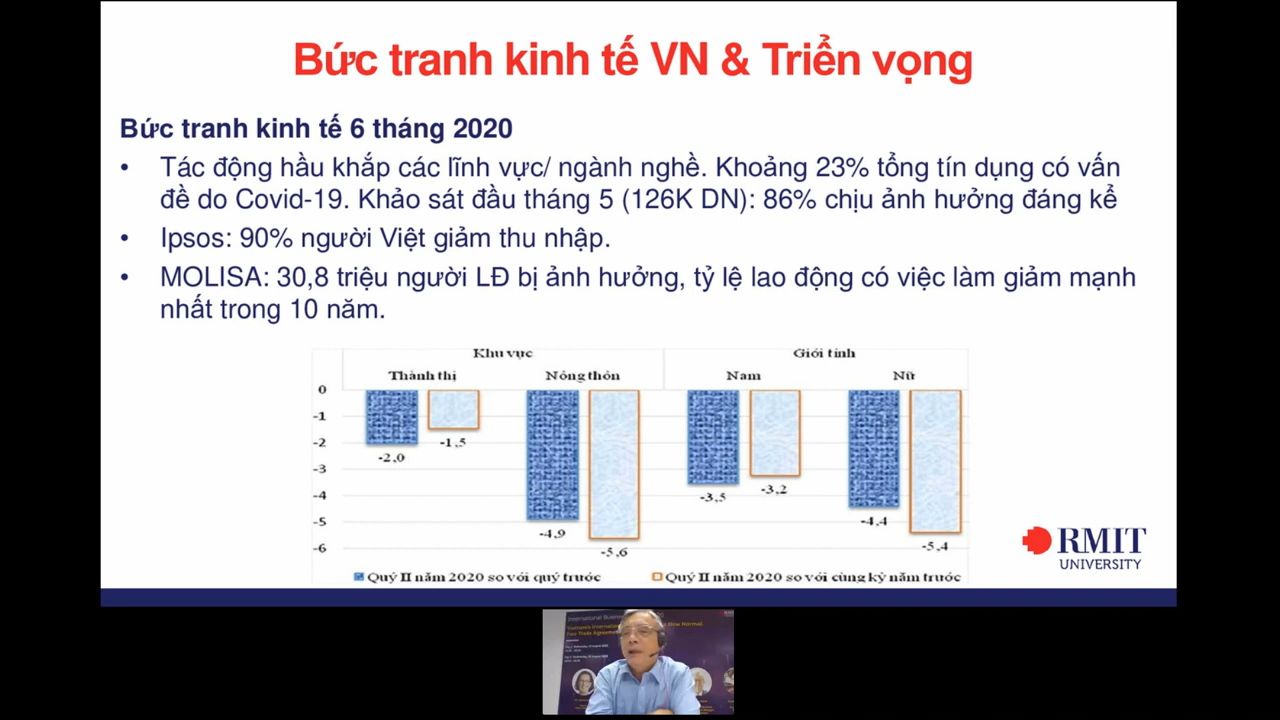 Bức tranh kinh tế VN & Triển vọng
Bức tranh kinh tế 6 tháng 2020
• Tác động hầu khắp các lĩnh vực/ ngành nghề. Khoảng 23% tổng tín dụng có vấn
đề do Covid-19. Khảo sát đầu tháng 5 (126K DN): 86% chịu ảnh hưởng đáng kể
• Ipsos: 90% người Việt giảm thu nhập.
• MOLISA: 30,8 triệu người LĐ bị ảnh hưởng, tỷ lệ lao động có việc làm giảm mạnh
nhất trong 10 năm.
Khu vực Giới tính
Thành thị Nông thôn Nam Nữ
0
-1
-2
-3
-4
-5
-6
-2,0 -1,5 -4,9 -5,6 -3,5 -3,2 -4,4 -5,4
Quý II năm 2020 so với quý trước Quý II năm 2020 so với cùng kỳ năm trước
RMIT
UNIVERSITY
International Business
Vietnam's Internation
Normal
Free Trade Agreeme